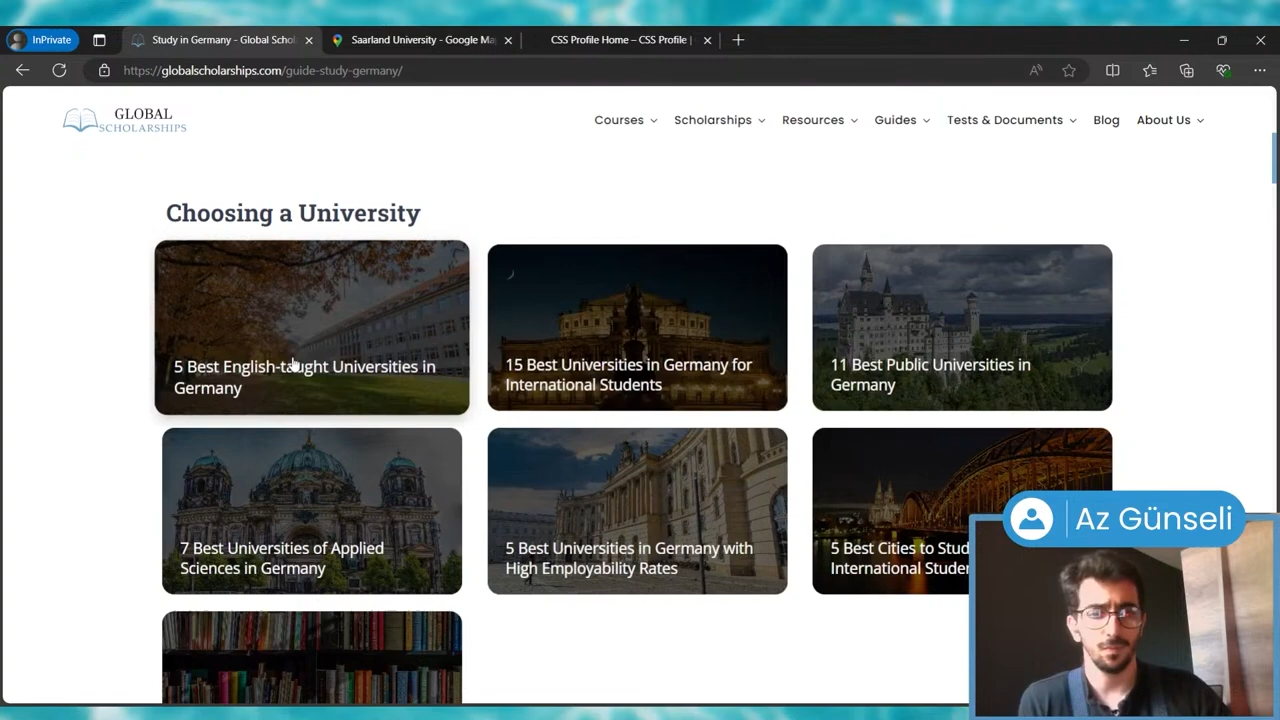 InPrivate
Study in Germany - Global Schol
Saarland University - Google Ma
CSS Profile Home – CSS Profile |
https://globalscholarships.com/guide-study-germany/
GLOBAL
SCHOLARSHIPS
Courses
Scholarships
Resources
Guides
Tests & Documents
Blog
About Us
Choosing a University
5 Best English-taught Universities in
Germany
15 Best Universities in Germany for
International Students
11 Best Public Universities in
Germany
7 Best Universities of Applied
Sciences in Germany
5 Best Universities in Germany with
High Employability Rates
5 Best Cities to Stud
International Studen
Az Günseli